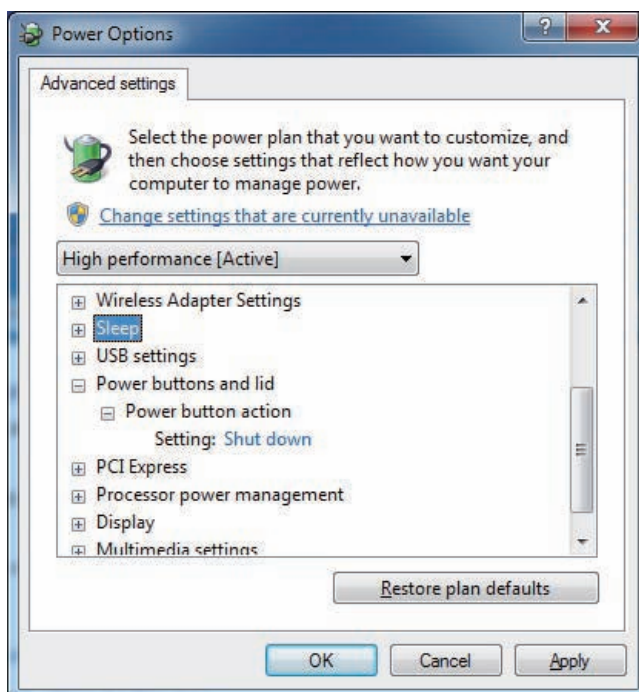 Power Options
?
X
Advanced settings
Select the power plan that you want to customize, and
then choose settings that reflect how you want your
computer to manage power.
Change settings that are currently unavailable
High performance [Active]
Wireless Adapter Settings
Sleep
USB settings
Power buttons and lid
Power button action
Setting: Shut down
PCI Express
Processor power management
Display
Multimedia settings
Restore plan defaults
OK
Cancel
Apply